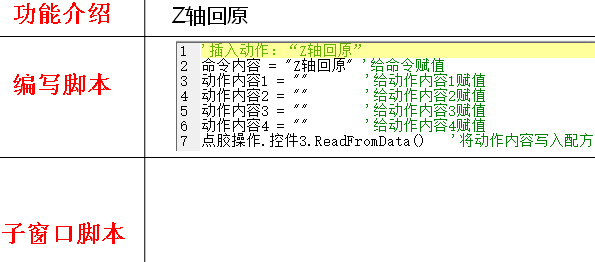 功能介绍
Z轴回原
编写脚本
1 '插入动作：“Z轴回原”
2 命令内容 = "Z轴回原" '给命令赋值
3 动作内容1 = "" '给动作内容1赋值
4 动作内容2 = "" '给动作内容2赋值
5 动作内容3 = "" '给动作内容3赋值
6 动作内容4 = "" '给动作内容4赋值
7 点胶操作.控件3.ReadFromData() '将动作内容写入配方
子窗口脚本